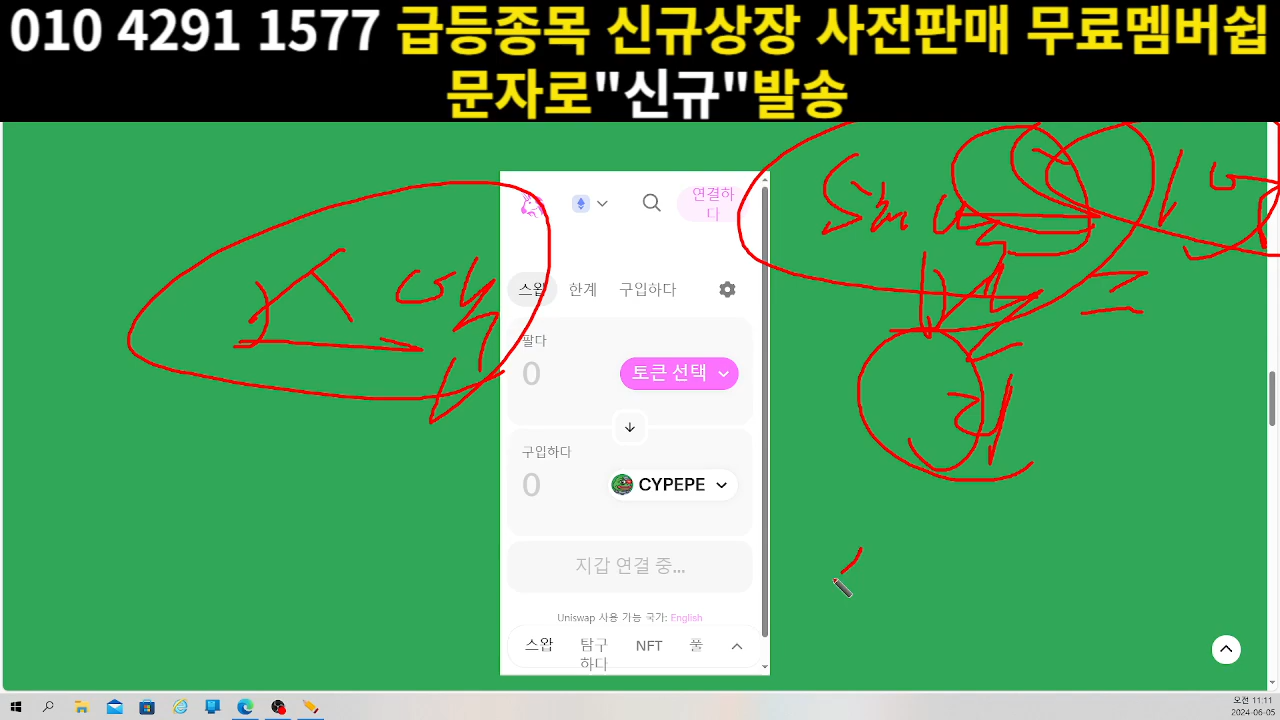 010 4291 1577 급등종목 신규상장 사전판매 무료멤버쉽
문자로"신규"발송
연결하다
스왑 한계 구입하다
팔다
0 토큰 선택
구입하다
0 CYPEPE
지갑 연결 중...
Uniswap 사용 가능 국가: English
스왑 탐구하다 NFT 풀
오전 11:11
2024-06-05